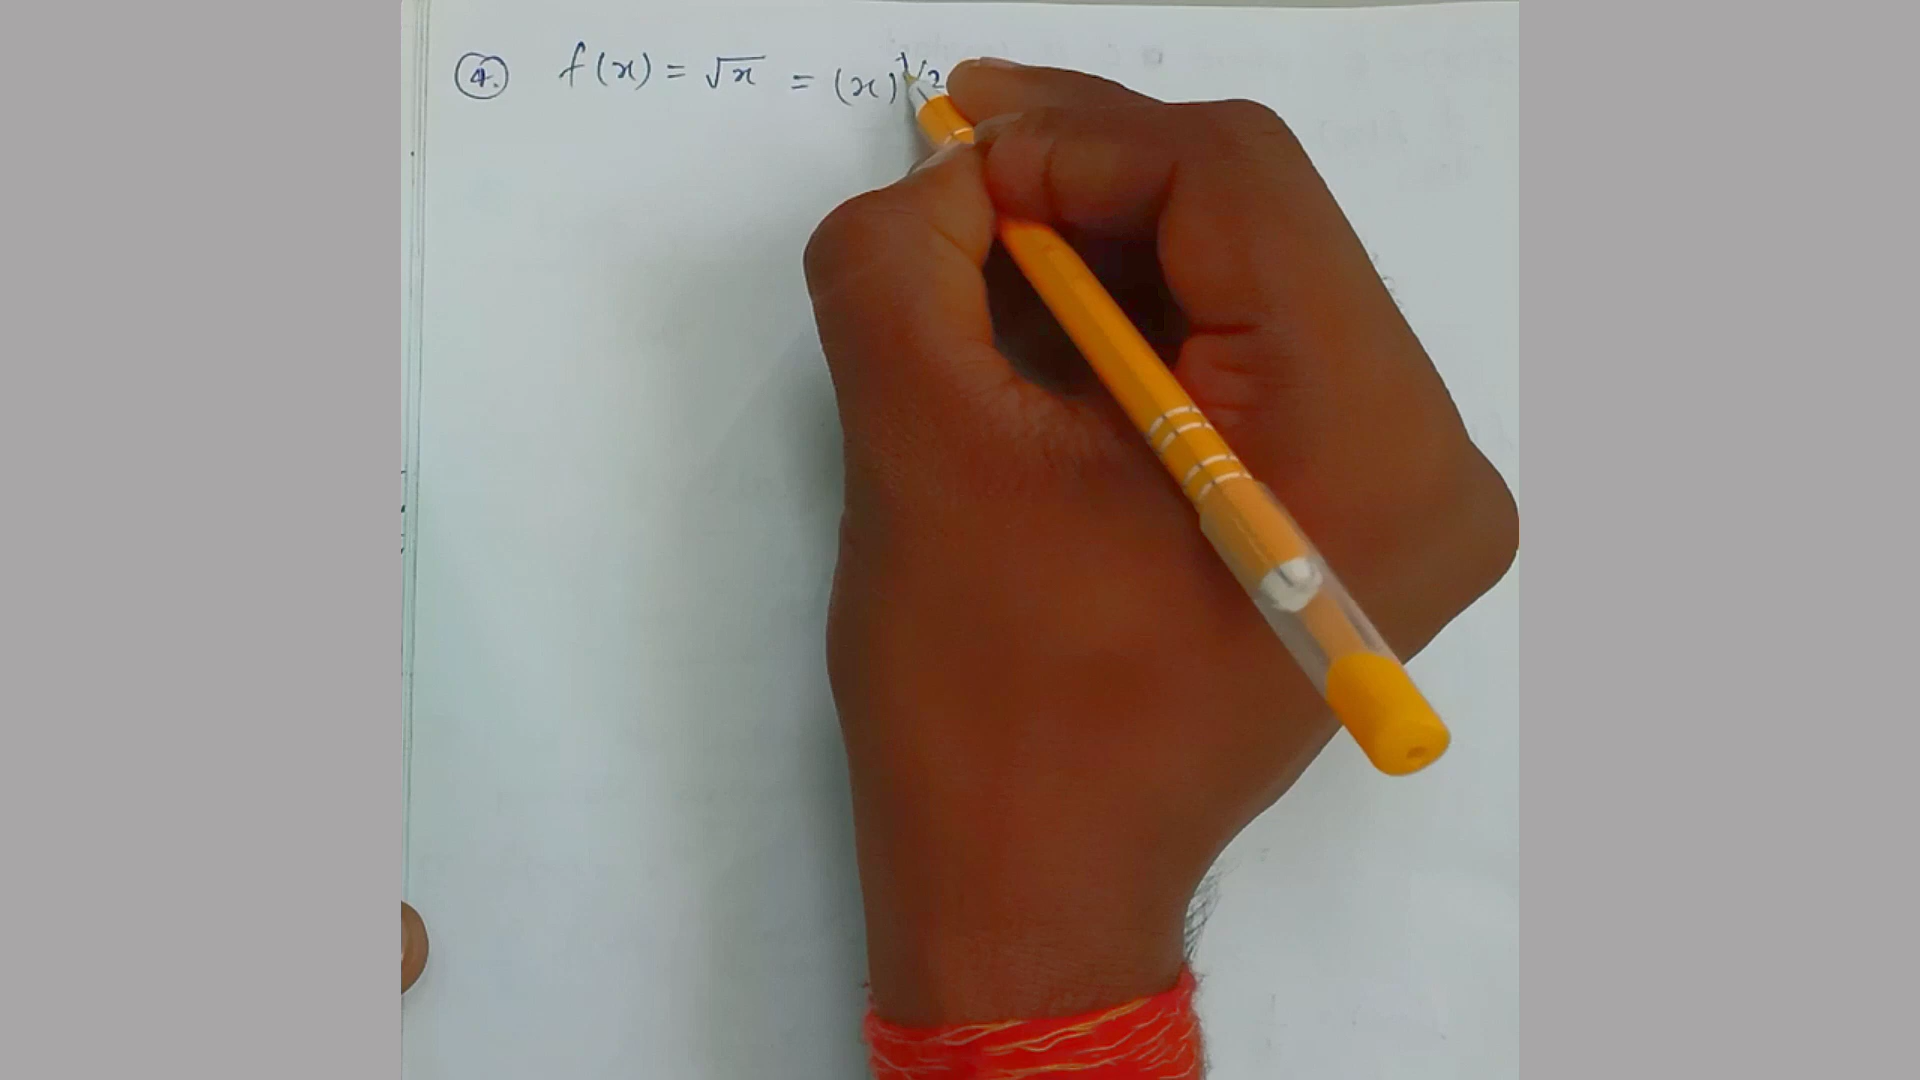 4. f(x) = √x = (x)^1/2